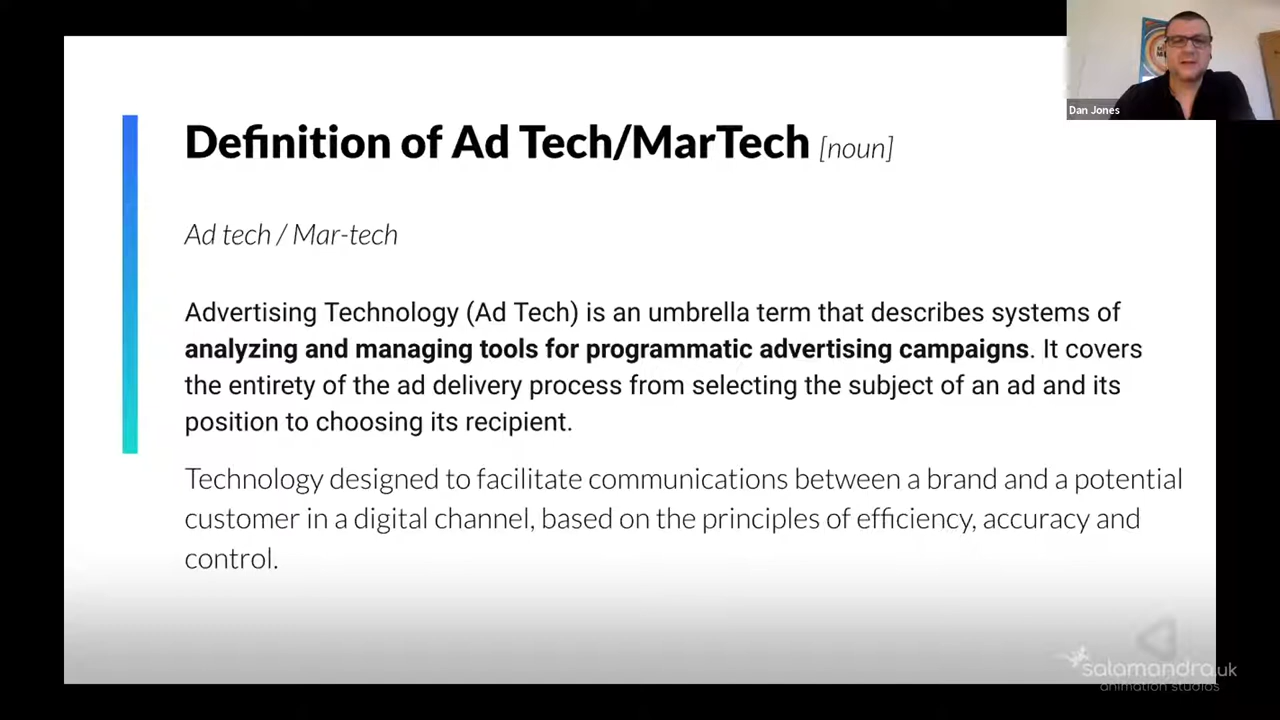 Dan Jones
Definition of Ad Tech/MarTech [noun]
Ad tech / Mar-tech
Advertising Technology (Ad Tech) is an umbrella term that describes systems of
analyzing and managing tools for programmatic advertising campaigns. It covers
the entirety of the ad delivery process from selecting the subject of an ad and its
position to choosing its recipient.
Technology designed to facilitate communications between a brand and a potential
customer in a digital channel, based on the principles of efficiency, accuracy and
control.
salamandra.uk
animation studios